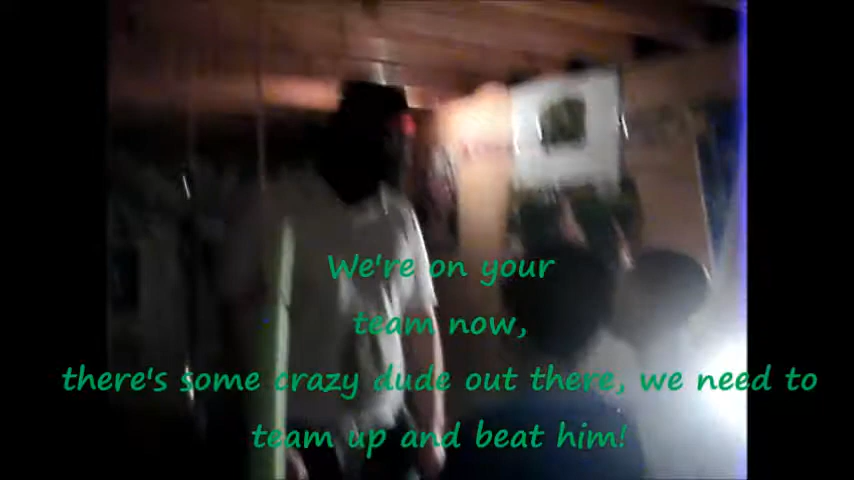 We're on your
team now,
there's some crazy dude out there, we need to
team up and beat him!